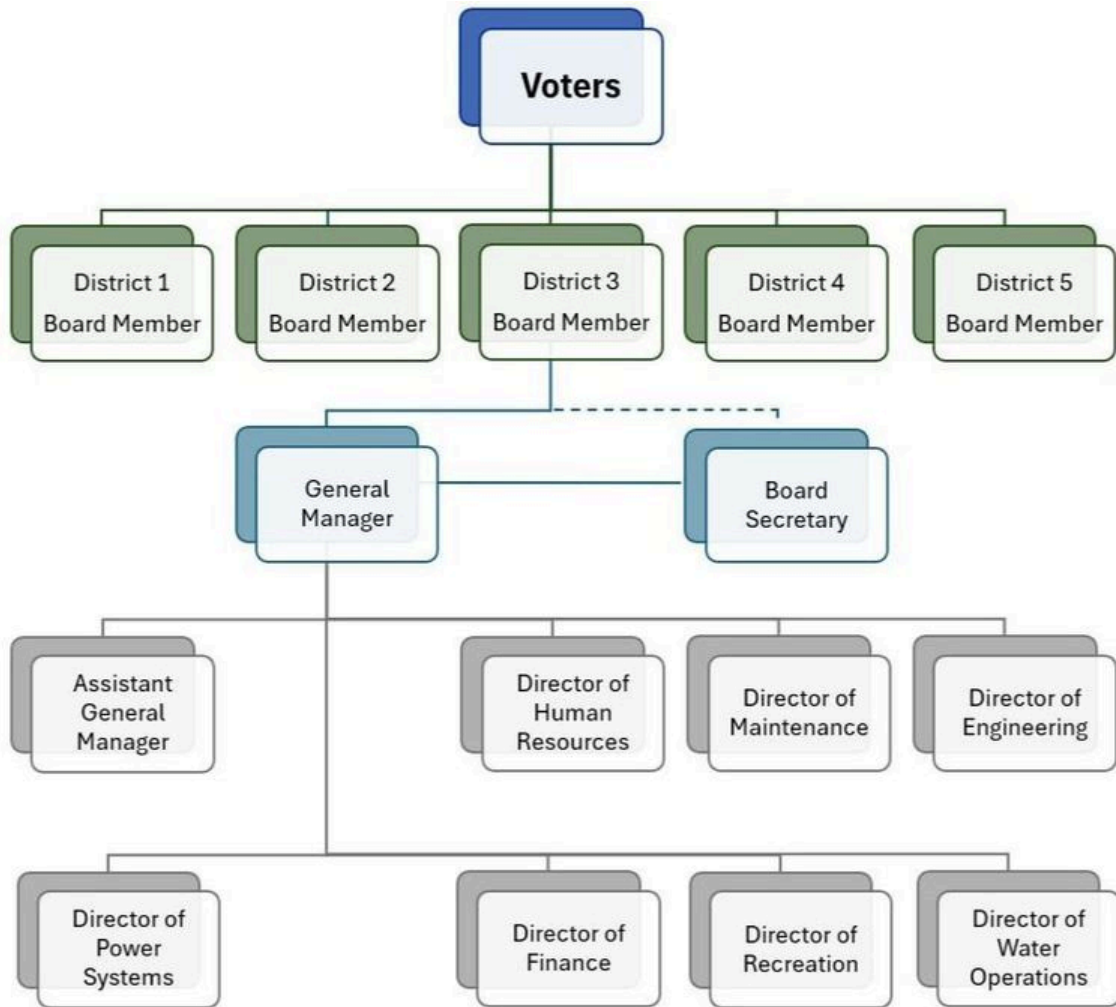 Voters
District 1
Board Member
District 2
Board Member
District 3
Board Member
District 4
Board Member
District 5
Board Member
General
Manager
Board
Secretary
Assistant
General
Manager
Director of
Human
Resources
Director of
Maintenance
Director of
Engineering
Director of
Power
Systems
Director of
Finance
Director of
Recreation
Director of
Water
Operations